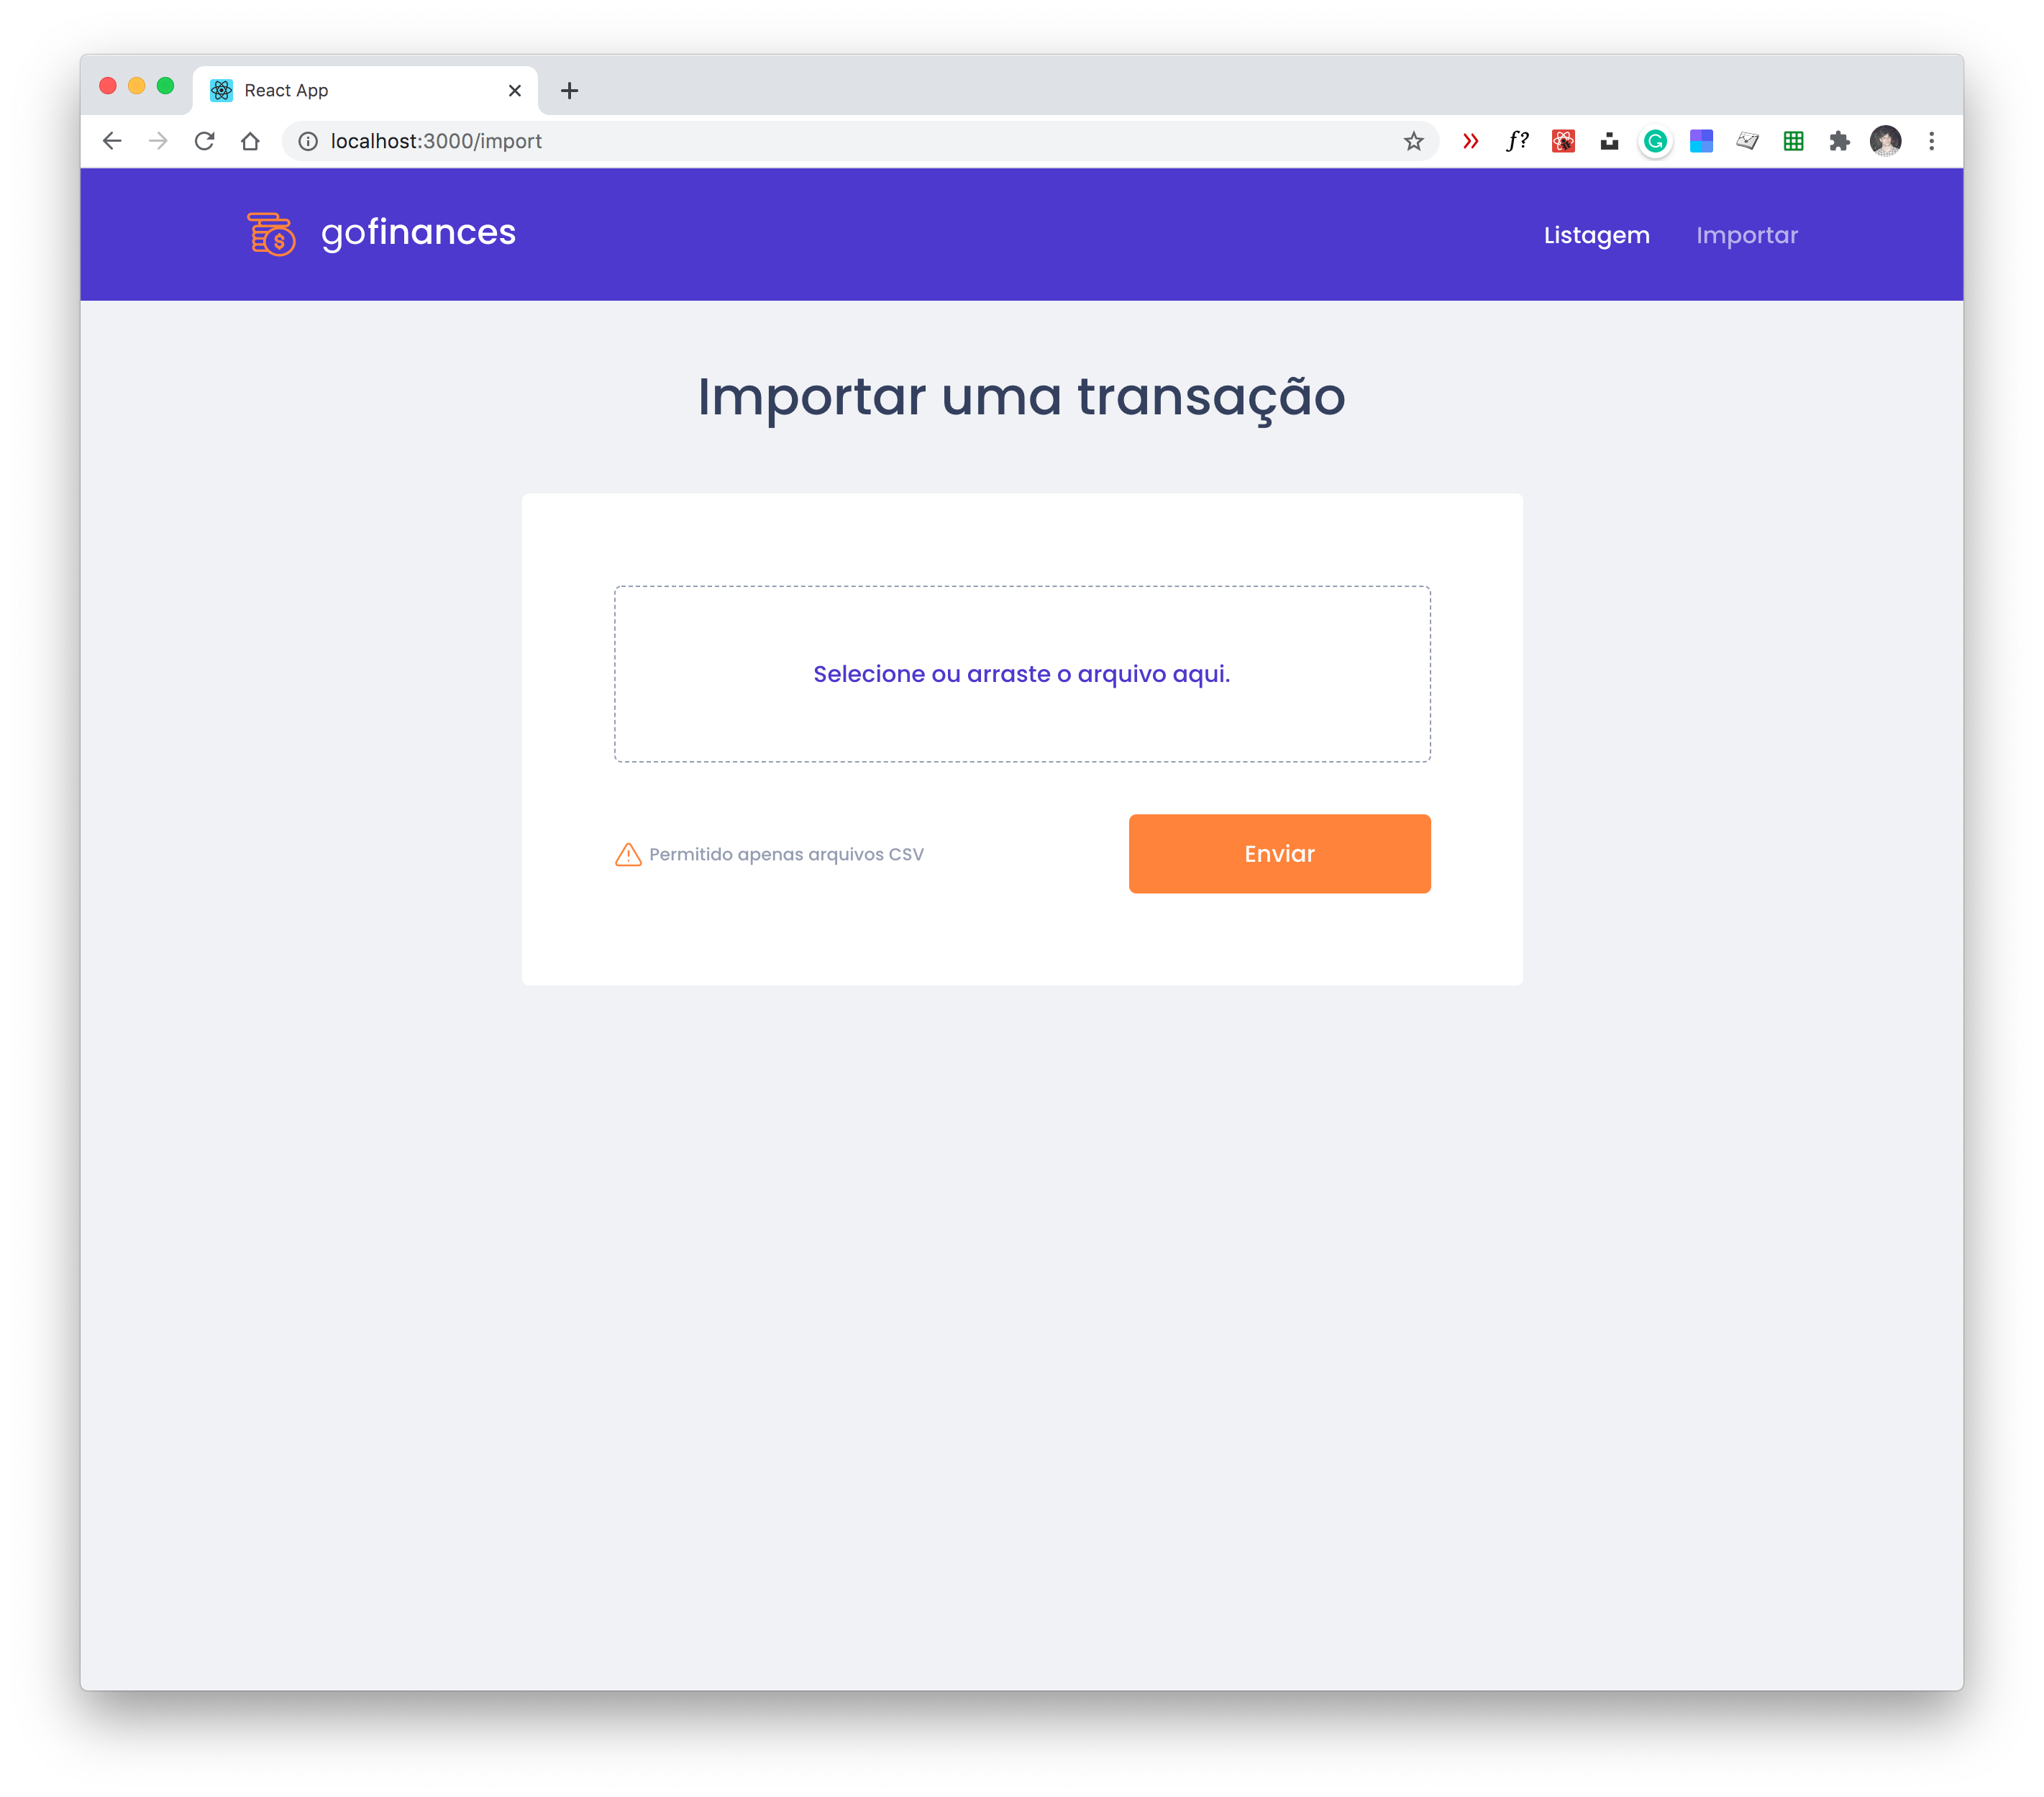 React App
localhost:3000/import
f?
gofinances
Listagem
Importar
Importar uma transação
Selecione ou arraste o arquivo aqui.
Permitido apenas arquivos CSV
Enviar